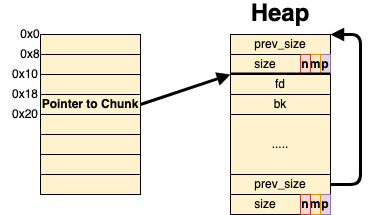 Heap
0x0
prev_size
0x8
size n m p
0x10
fd
0x18
Pointer to Chunk
bk
0x20
.....
prev_size
size n m p